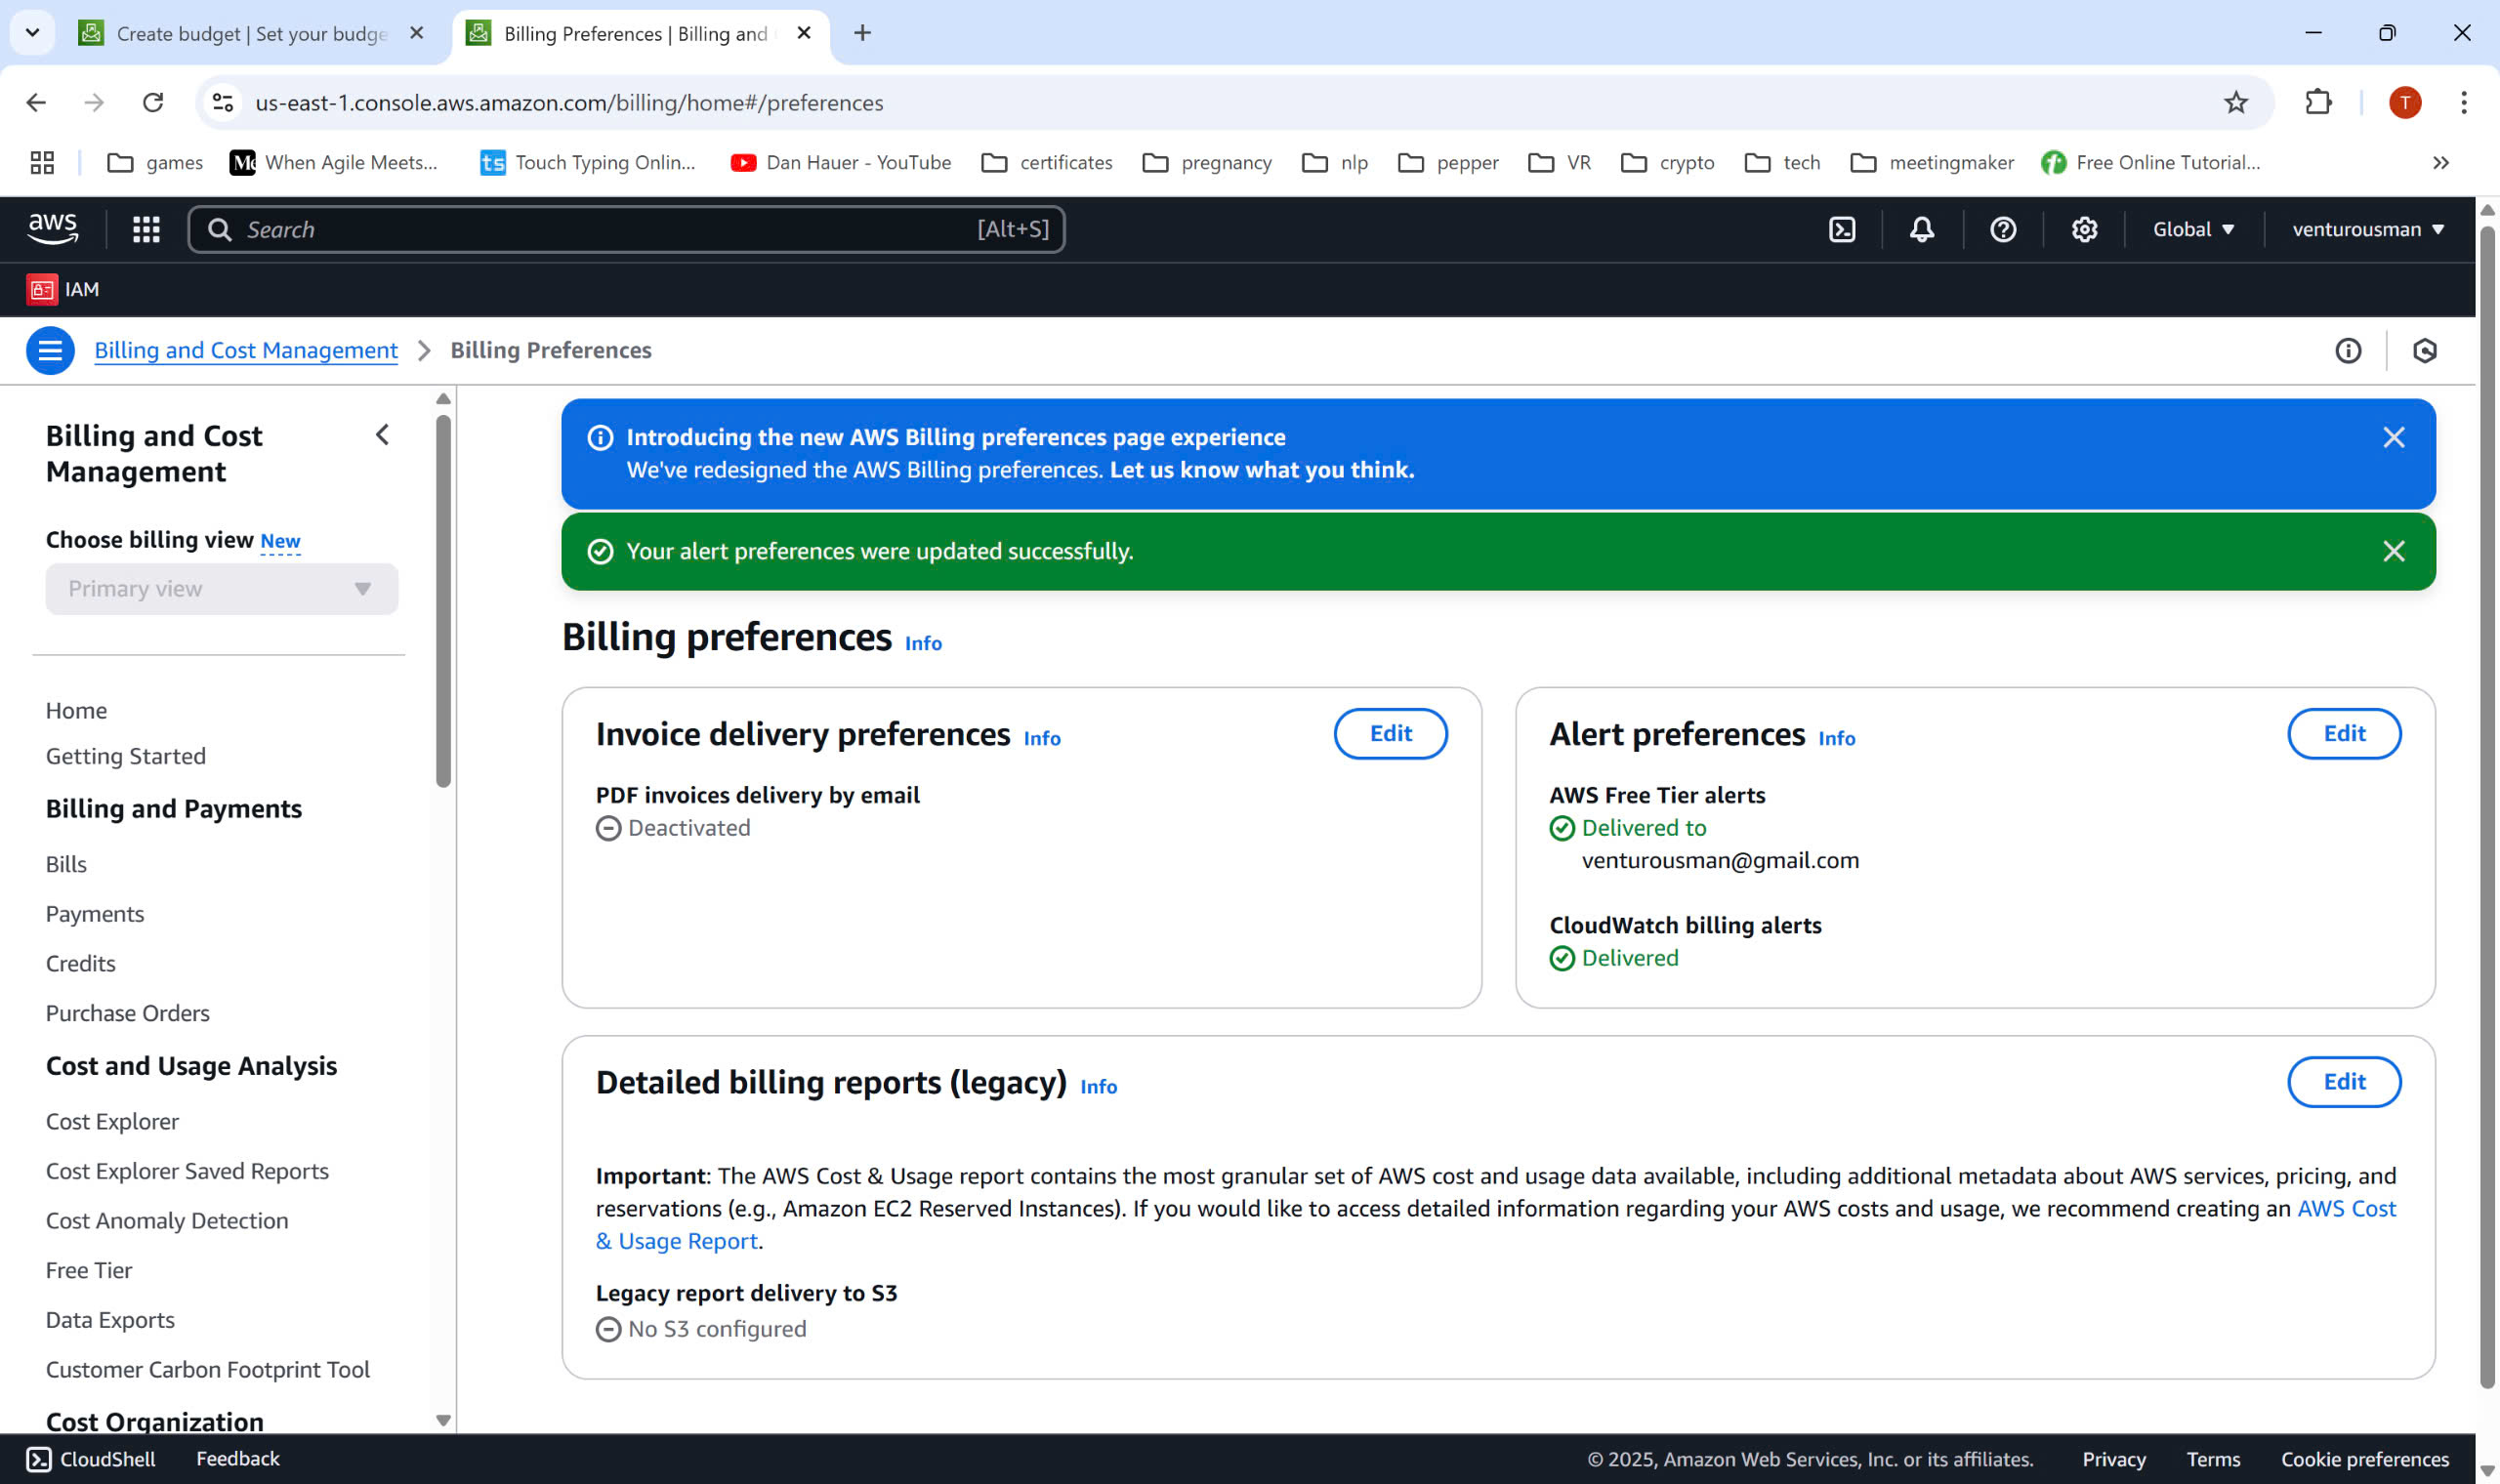 Create budget | Set your budge
Billing Preferences | Billing and
us-east-1.console.aws.amazon.com/billing/home#/preferences
T
games
When Agile Meets...
ts
Touch Typing Onlin...
Dan Hauer - YouTube
certificates
pregnancy
nlp
pepper
VR
crypto
tech
meetingmaker
Free Online Tutorial...
aws
Search
[Alt+S]
Global
venturousman
IAM
Billing and Cost Management
Billing Preferences
Billing and Cost
Management
Choose billing view New
Primary view
Home
Getting Started
Billing and Payments
Bills
Payments
Credits
Purchase Orders
Cost and Usage Analysis
Cost Explorer
Cost Explorer Saved Reports
Cost Anomaly Detection
Free Tier
Data Exports
Customer Carbon Footprint Tool
Cost Organization
Introducing the new AWS Billing preferences page experience
We've redesigned the AWS Billing preferences. Let us know what you think.
Your alert preferences were updated successfully.
Billing preferences Info
Invoice delivery preferences Info
Edit
PDF invoices delivery by email
Deactivated
Alert preferences Info
Edit
AWS Free Tier alerts
Delivered to
venturousman@gmail.com
CloudWatch billing alerts
Delivered
Detailed billing reports (legacy) Info
Edit
Important: The AWS Cost & Usage report contains the most granular set of AWS cost and usage data available, including additional metadata about AWS services, pricing, and
reservations (e.g., Amazon EC2 Reserved Instances). If you would like to access detailed information regarding your AWS costs and usage, we recommend creating an AWS Cost
& Usage Report.
Legacy report delivery to S3
No S3 configured
CloudShell
Feedback
© 2025, Amazon Web Services, Inc. or its affiliates.
Privacy
Terms
Cookie preferences